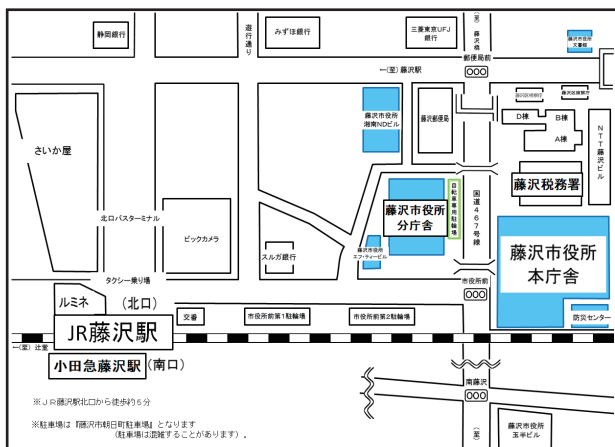 静岡銀行
遊行通り
みずほ銀行
三菱東京UFJ
銀行
(至)
藤沢橋
郵便局前
藤沢市役所
文書館
←(至) 藤沢駅
さいか屋
藤沢市役所
湘南NDビル
藤沢郵便局
D棟
B棟
A棟
NTT藤沢ビル
藤沢税務署
北口バスターミナル
ビックカメラ
スルガ銀行
藤沢市役所
分庁舎
自転車専用駐輪場
国道467号線
藤沢市役所
エフ・ティービル
藤沢市役所
本庁舎
タクシー乗り場
市役所前
ルミネ
(北口)
交番
市役所前第1駐輪場
市役所前第2駐輪場
防災センター
JR藤沢駅
←(至) 辻堂
小田急藤沢駅
(南口)
南藤沢
※JR藤沢駅北口から徒歩約5分
※駐車場は『藤沢市朝日町駐車場』となります
(駐車場は混雑することがあります)。
(至)
藤沢市役所
玉半ビル